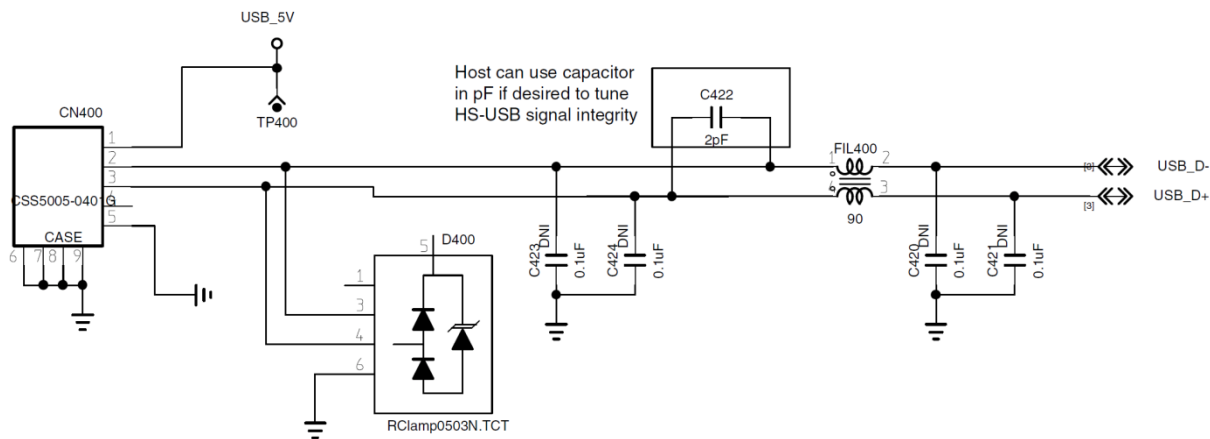 USB_5V
TP400
CN400
1
2
3
4
5
CSS5005-0401G
CASE
6 7 8 9
Host can use capacitor
in pF if desired to tune
HS-USB signal integrity
C422
2pF
FIL400
1 2
4 3
90
[3] USB_D-
[3] USB_D+
D400
5
1
3
4
6
RClamp0503N.TCT
C423 DNI 0.1uF
C424 DNI 0.1uF
C420 DNI 0.1uF
C421 DNI 0.1uF